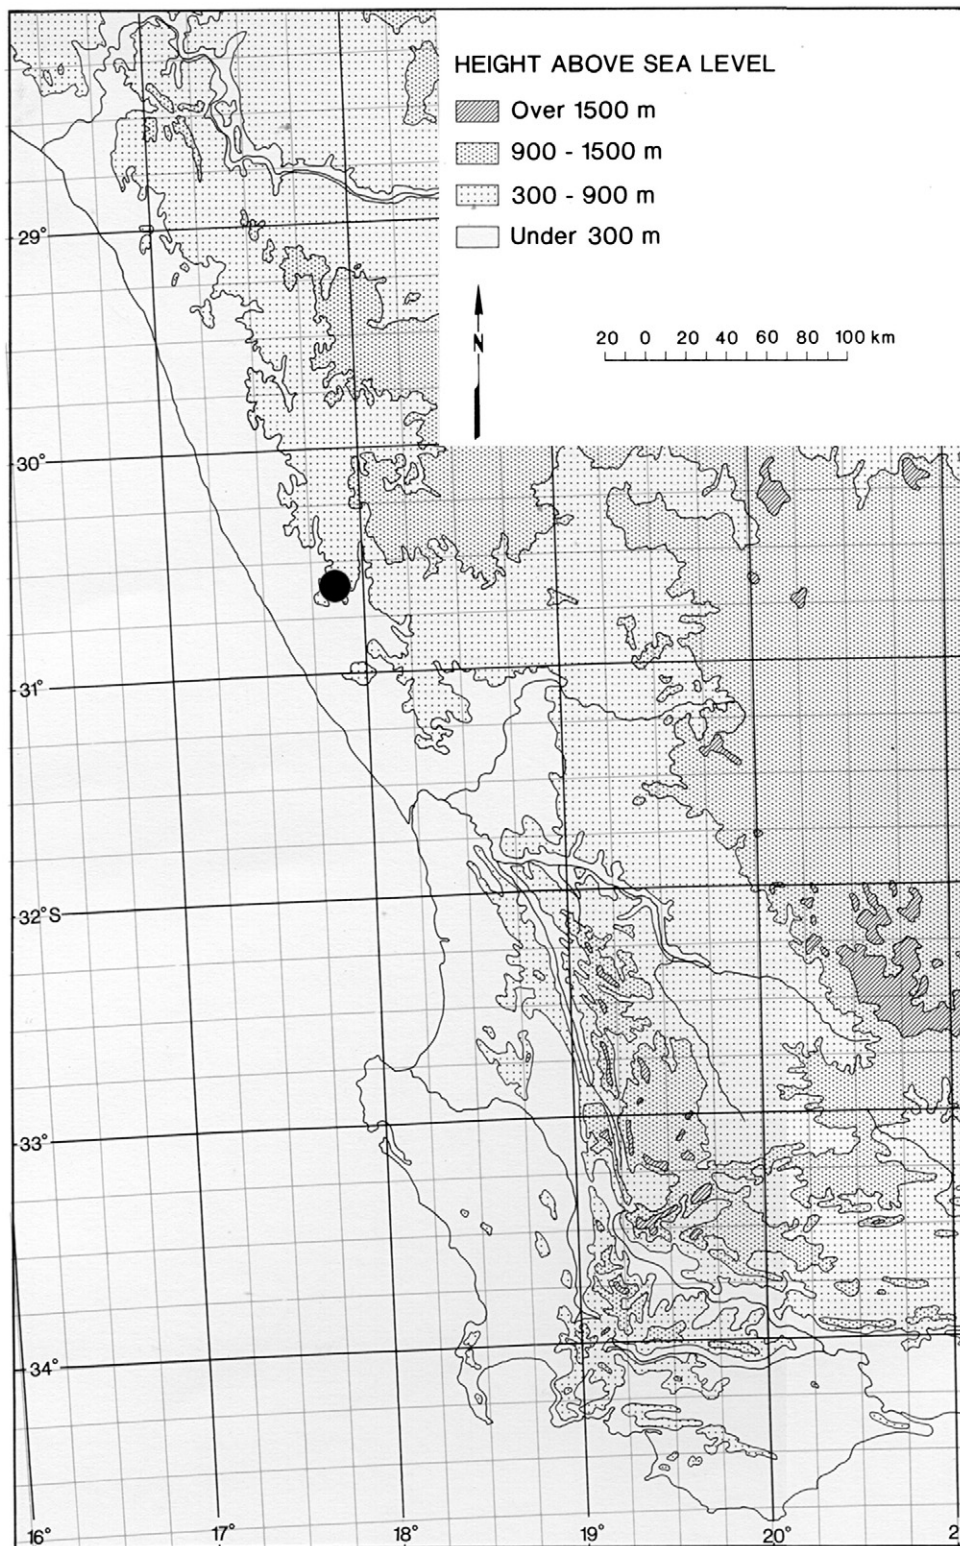 HEIGHT ABOVE SEA LEVEL
Over 1500 m
900 - 1500 m
300 - 900 m
Under 300 m
N
20 0 20 40 60 80 100 km
29°
30°
31°
32°S
33°
34°
16° 17° 18° 19° 20° 2